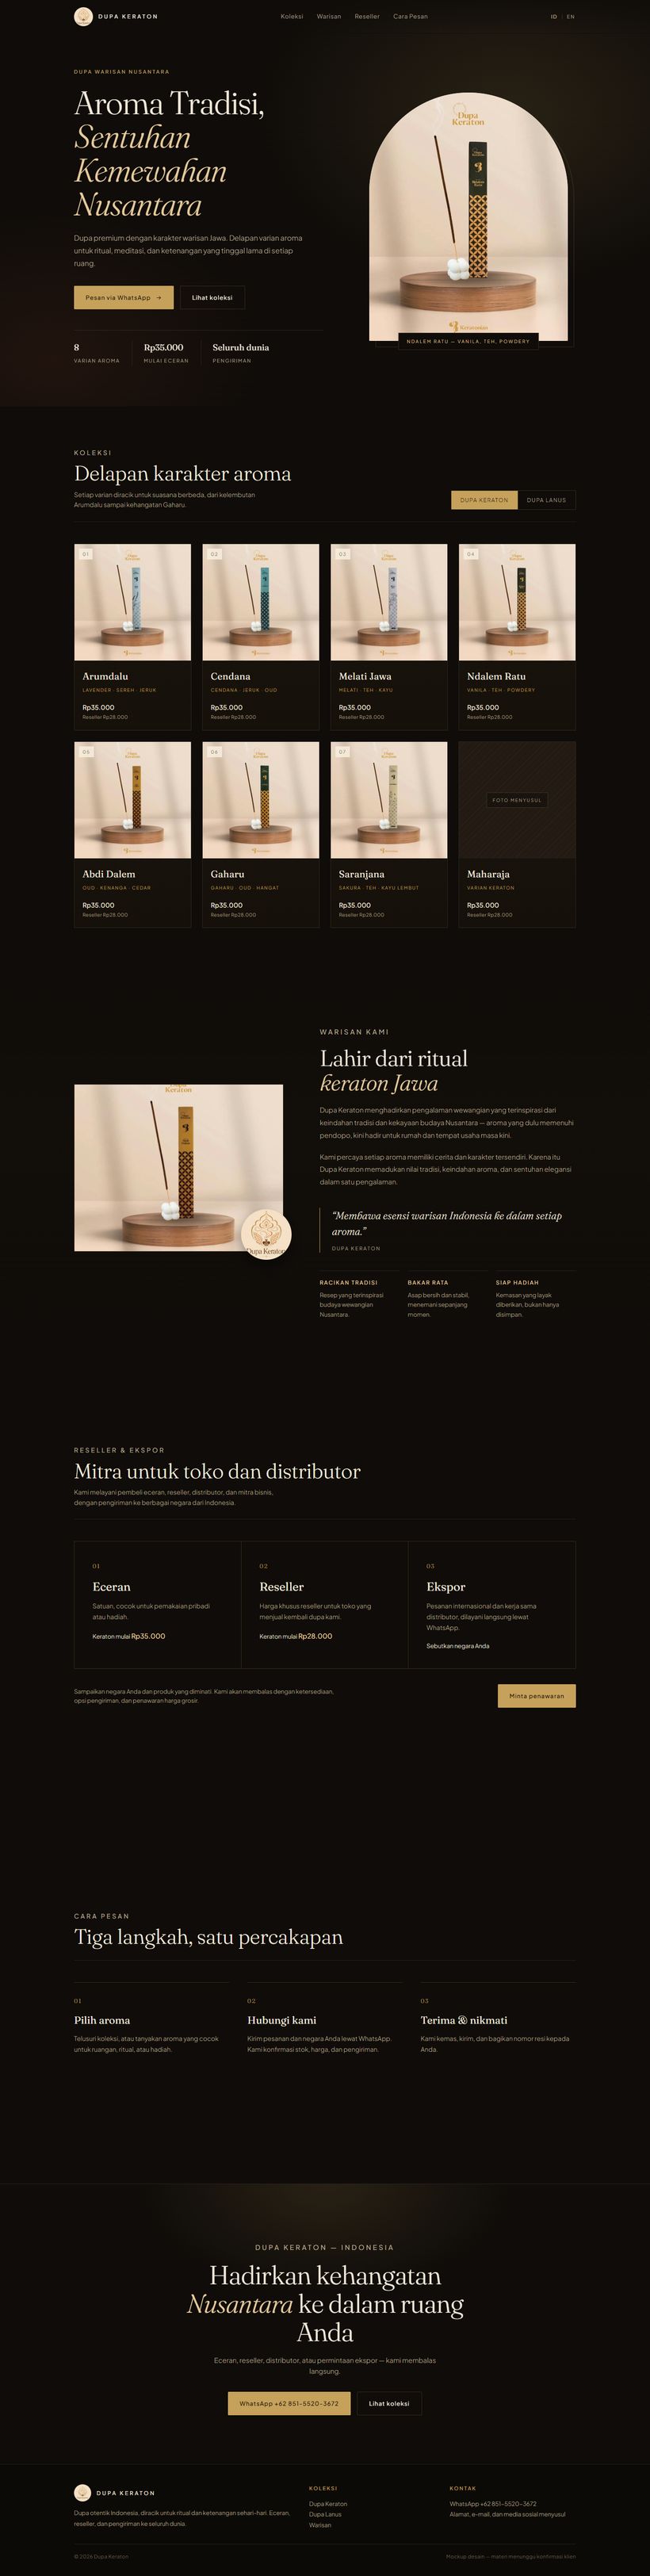 DUPA KERATON
Koleksi Warisan Reseller Cara Pesan
ID / EN
DUPA WARISAN NUSANTARA
Aroma Tradisi,
Sentuhan
Kemewahan
Nusantara
Dupa premium dengan karakter warisan Jawa. Delapan varian aroma
untuk ritual, meditasi, dan ketenangan yang tinggal lama di setiap
ruang.
Pesan via WhatsApp →
Lihat koleksi
8
VARIAN AROMA
Rp35.000
MULAI ECERAN
Seluruh dunia
PENGIRIMAN
Dupa
Keraton
NDALEM RATU — VANILA, TEH, POWDERY
KOLEKSI
Delapan karakter aroma
Setiap varian diracik untuk suasana berbeda, dari kelembutan
Arumdalu sampai kehangatan Gaharu.
DUPA KERATON
DUPA LANUS
01
Arumdalu
LAVENDER · SEREH · JERUK
Rp35.000
Reseller Rp28.000
02
Cendana
CENDANA · JERUK · OUD
Rp35.000
Reseller Rp28.000
03
Melati Jawa
MELATI · TEH · KAYU
Rp35.000
Reseller Rp28.000
04
Ndalem Ratu
VANILA · TEH · POWDERY
Rp35.000
Reseller Rp28.000
05
Abdi Dalem
OUD · KENANGA · CEDAR
Rp35.000
Reseller Rp28.000
06
Gaharu
GAHARU · OUD · HANGAT
Rp35.000
Reseller Rp28.000
07
Saranjana
SAKURA · TEH · KAYU LEMBUT
Rp35.000
Reseller Rp28.000
FOTO MENYUSUL
Maharaja
VARIAN KERATON
Rp35.000
Reseller Rp28.000
WARISAN KAMI
Lahir dari ritual
keraton Jawa
Dupa Keraton menghadirkan pengalaman wewangian yang terinspirasi dari
keindahan tradisi dan kekayaan budaya Nusantara — aroma yang dulu memenuhi
pendapo, kini hadir untuk rumah dan tempat usaha masa kini.
Kami percaya setiap aroma memiliki cerita dan karakter tersendiri. Karena itu
Dupa Keraton memadukan nilai tradisi, keindahan aroma, dan sentuhan elegansi
dalam satu pengalaman.
Keraton
Dupa Keraton
“Membawa esensi warisan Indonesia ke dalam setiap
aroma.”
DUPA KERATON
RACIKAN TRADISI
Resep yang terinspirasi
budaya wewangian
Nusantara.
BAKAR RATA
Asap bersih dan stabil,
menemani sepanjang
momen.
SIAP HADIAH
Kemasan yang layak
diberikan, bukan hanya
disimpan.
RESELLER & EKSPOR
Mitra untuk toko dan distributor
Kami melayani pembeli eceran, reseller, distributor, dan mitra bisnis,
dengan pengiriman ke berbagai negara dari Indonesia.
01
Eceran
Satuan, cocok untuk pemakaian pribadi
atau hadiah.
Keraton mulai Rp35.000
02
Reseller
Harga khusus reseller untuk toko yang
menjual kembali dupa kami.
Keraton mulai Rp28.000
03
Ekspor
Pesanan internasional dan kerja sama
distributor, dilayani langsung lewat
WhatsApp.
Sebutkan negara Anda
Sampaikan negara Anda dan produk yang diminati. Kami akan membalas dengan ketersediaan,
opsi pengiriman, dan penawaran harga grosir.
Minta penawaran
CARA PESAN
Tiga langkah, satu percakapan
01
Pilih aroma
Telusuri koleksi, atau tanyakan aroma yang cocok
untuk ruangan, ritual, atau hadiah.
02
Hubungi kami
Kirim pesanan dan negara Anda lewat WhatsApp.
Kami konfirmasi stok, harga, dan pengiriman.
03
Terima & nikmati
Kami kemas, kirim, dan bagikan nomor resi kepada
Anda.
DUPA KERATON — INDONESIA
Hadirkan kehangatan
Nusantara ke dalam ruang
Anda
Eceran, reseller, distributor, atau permintaan ekspor — kami membalas
langsung.
WhatsApp +62 851-5520-3672
Lihat koleksi
DUPA KERATON
Dupa otentik Indonesia, diracik untuk ritual dan ketenangan sehari-hari. Eceran,
reseller, dan pengiriman ke seluruh dunia.
KOLEKSI
Dupa Keraton
Dupa Lanus
Warisan
KONTAK
WhatsApp +62 851-5520-3672
Alamat, e-mail, dan media sosial menyusul
© 2026 Dupa Keraton
Mockup desain — materi menunggu konfirmasi klien